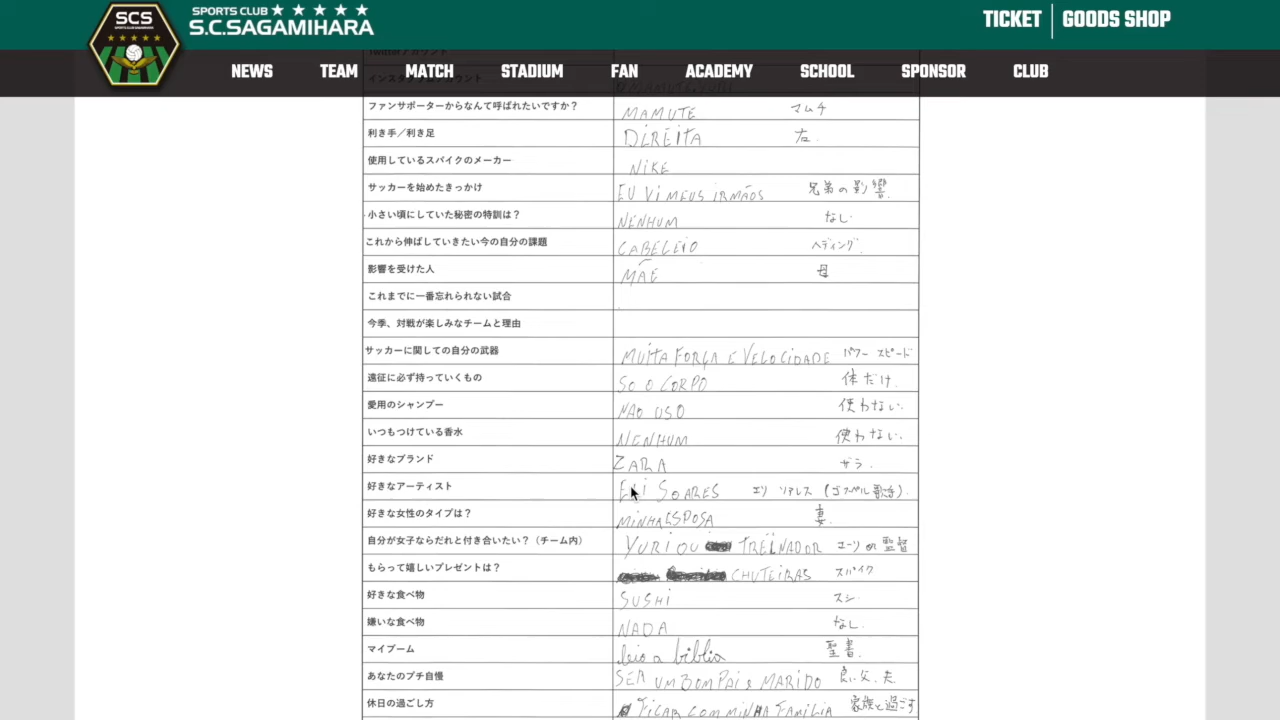 SCS
SPORTS CLUB
S.C.SAGAMIHARA
TICKET GOODS SHOP
NEWS TEAM MATCH STADIUM FAN ACADEMY SCHOOL SPONSOR CLUB
ファンサポーターからなんて呼ばれたいですか？ MAMUTE マムチ
利き手／利き足 DIREITA 右.
使用しているスパイクのメーカー NIKE
サッカーを始めたきっかけ EU VI MEUS IRMÃOS 兄弟の影響.
小さい頃にしていた秘密の特訓は？ NENHUM なし.
これから伸ばしていきたい今の自分の課題 CABECEIO ヘディング.
影響を受けた人 MÃE 母
これまでに一番忘れられない試合
今季、対戦が楽しみなチームと理由
サッカーに関しての自分の武器 MUITA FORÇA E VELOCIDADE パワー スピード
遠征に必ず持っていくもの SO O CORPO 体だけ.
愛用のシャンプー NAO USO 使わない.
いつもつけている香水 NENHUM 使わない.
好きなブランド ZARA ザラ.
好きなアーティスト ELI SOARES エリ ソアレス (ゴスペル歌手).
好きな女性のタイプは？ MINHA ESPOSA 妻.
自分が女子ならだれと付き合いたい？（チーム内） YURI OU TREINADOR ユーリ or 監督
もらって嬉しいプレゼントは？ CHUTEIRAS スパイク
好きな食べ物 SUSHI スシ.
嫌いな食べ物 NADA なし.
マイブーム leio a biblia 聖書.
あなたのプチ自慢 SER UM BOM PAI E MARIDO 良い父.夫
休日の過ごし方 FICAR COM MINHA FAMILIA 家族と過ごす